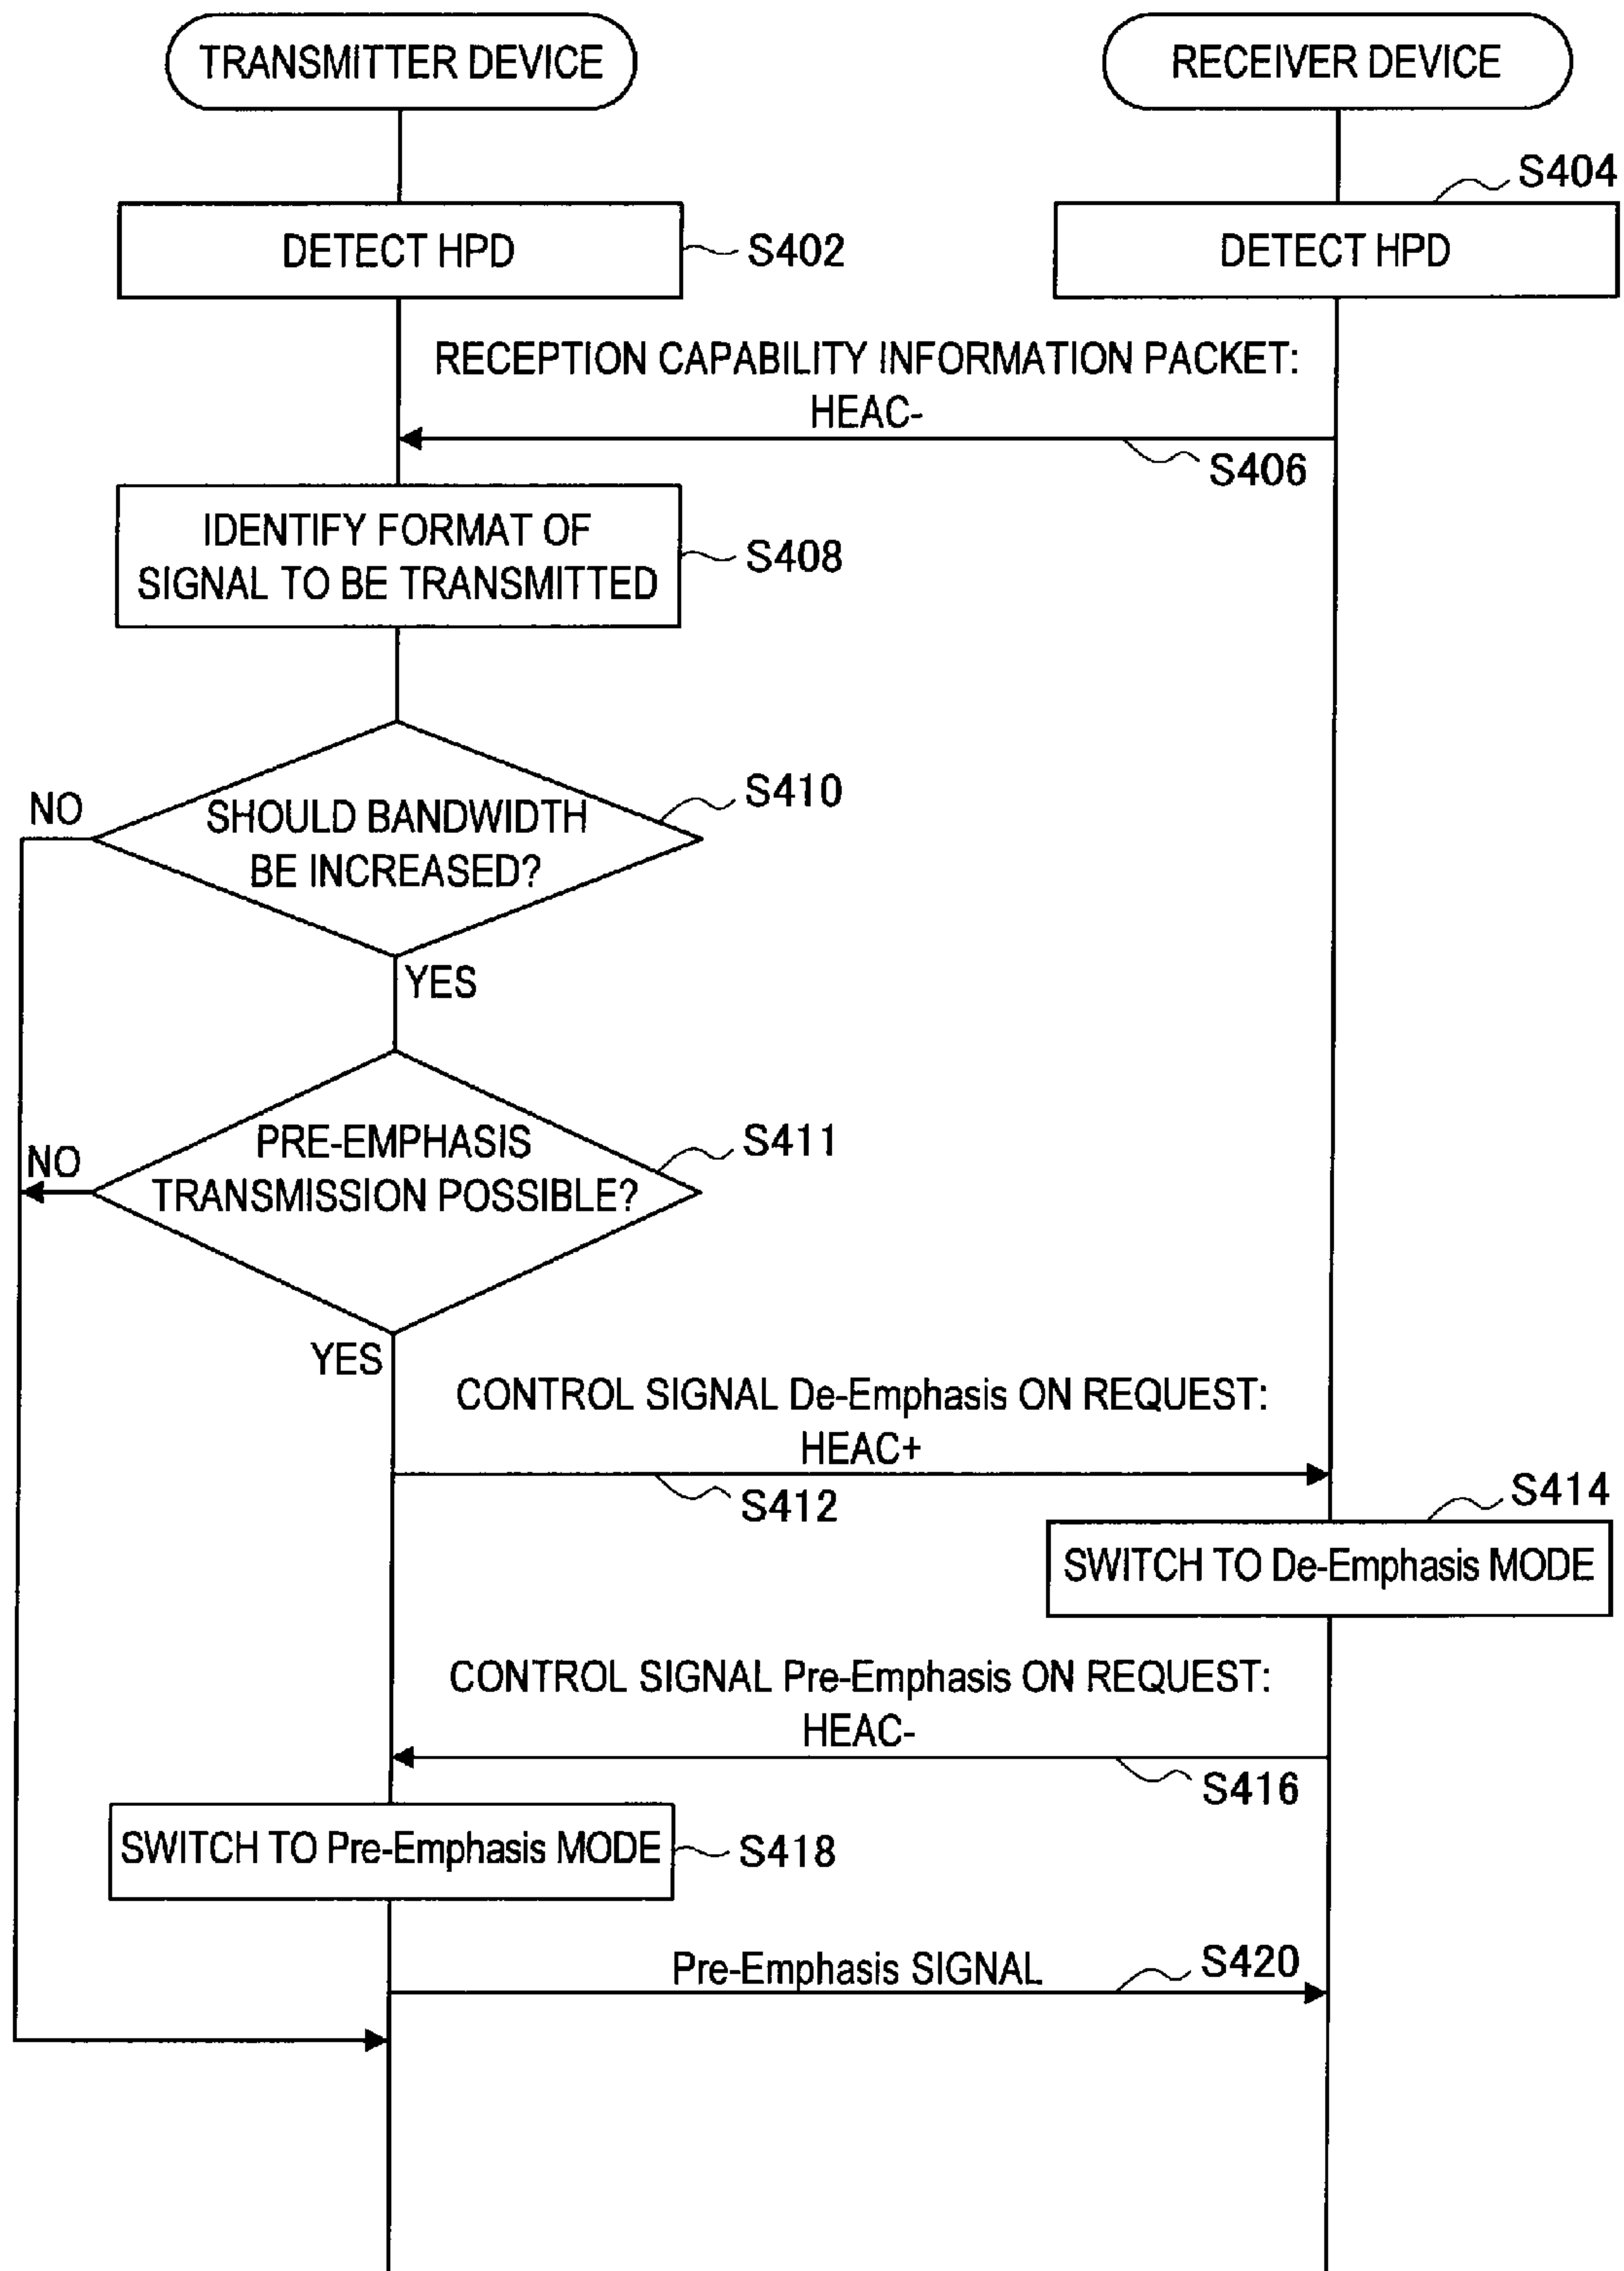 TRANSMITTER DEVICE
RECEIVER DEVICE
S404
DETECT HPD
S402
DETECT HPD
RECEPTION CAPABILITY INFORMATION PACKET:
HEAC-
S406
IDENTIFY FORMAT OF
SIGNAL TO BE TRANSMITTED
S408
S410
NO
SHOULD BANDWIDTH
BE INCREASED?
YES
S411
NO
PRE-EMPHASIS
TRANSMISSION POSSIBLE?
YES
CONTROL SIGNAL De-Emphasis ON REQUEST:
HEAC+
S412
S414
SWITCH TO De-Emphasis MODE
CONTROL SIGNAL Pre-Emphasis ON REQUEST:
HEAC-
S416
SWITCH TO Pre-Emphasis MODE
S418
Pre-Emphasis SIGNAL
S420